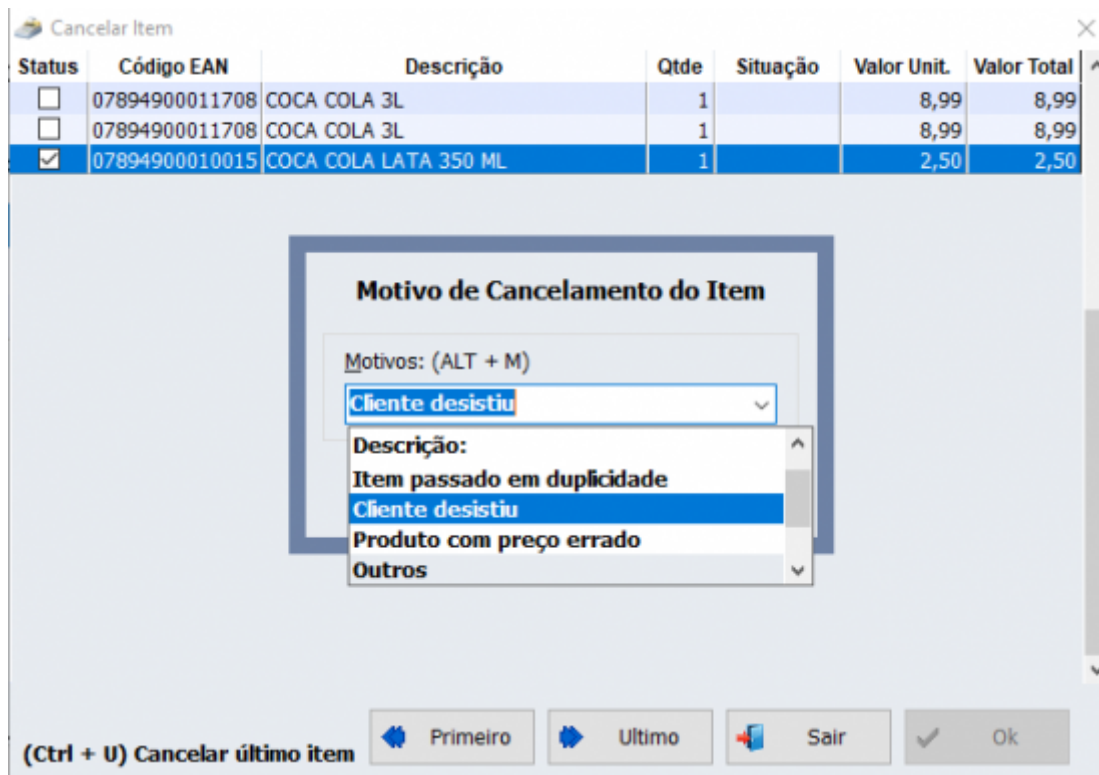 Cancelar Item
Status Código EAN Descrição Qtde Situação Valor Unit. Valor Total
07894900011708 COCA COLA 3L 1 8,99 8,99
07894900011708 COCA COLA 3L 1 8,99 8,99
07894900010015 COCA COLA LATA 350 ML 1 2,50 2,50
Motivo de Cancelamento do Item
Motivos: (ALT + M)
Cliente desistiu
Descrição:
Item passado em duplicidade
Cliente desistiu
Produto com preço errado
Outros
(Ctrl + U) Cancelar último item Primeiro Ultimo Sair Ok